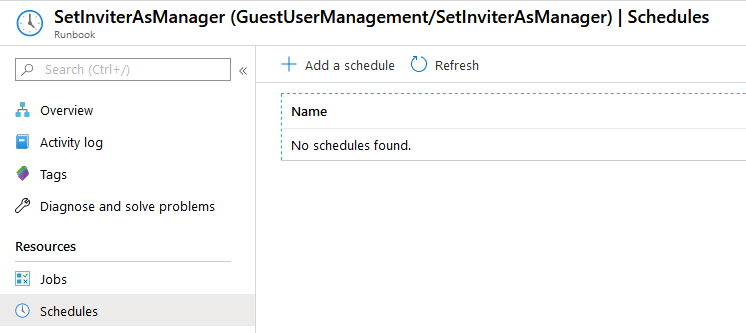 SetInviterAsManager (GuestUserManagement/SetInviterAsManager) | Schedules
Runbook
Search (Ctrl+/)
«
Add a schedule
Refresh
Overview
Activity log
Tags
Diagnose and solve problems
Resources
Jobs
Schedules
Name
No schedules found.